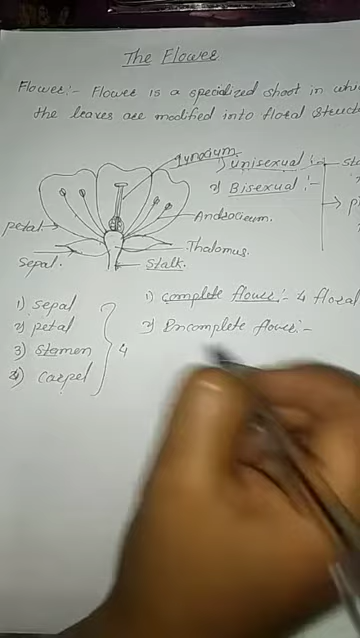 The Flower
Flower:- Flower is a specialized shoot in
the leaves are modified into floral
Gynoecium
1) Unisexual :-
2) Bisexual :-
petal
Androecium.
Thalamus.
Sepal.
Stalk.
1) Sepal
2) petal
3) Stamen
4) Carpel
4
1) Complete flower:- 4 floral
2) Incomplete flower:-